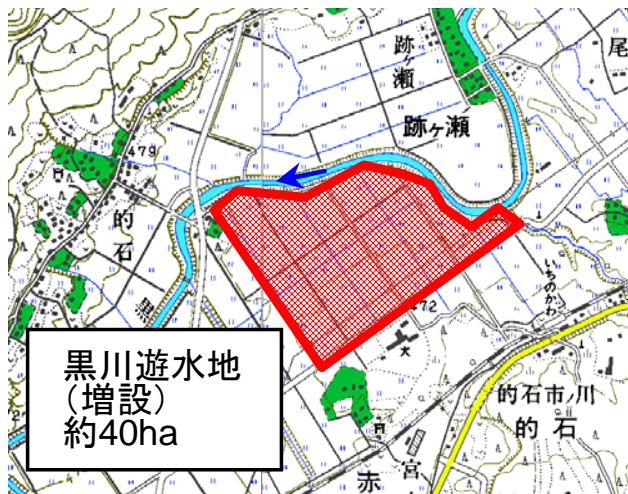 跡ヶ瀬
尾
跡ヶ瀬
479
的石
いちのかわ
472
黒
黒川遊水地
（増設）
約40ha
的石市ノ川
的石
赤
宮